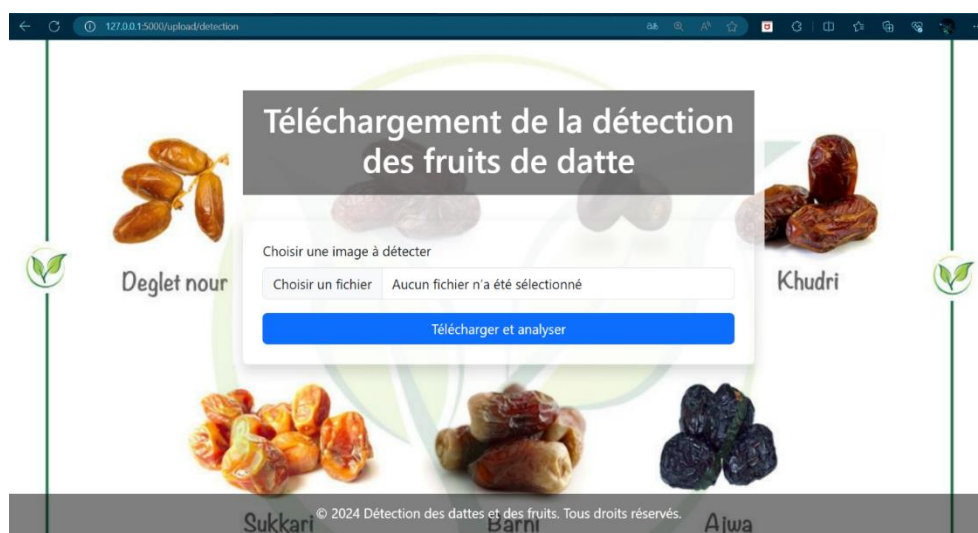 127.0.0.1:5000/upload/detection
Téléchargement de la détection
des fruits de datte
Choisir une image à détecter
Choisir un fichier Aucun fichier n'a été sélectionné
Télécharger et analyser
Deglet nour
Khudri
Sukkari
Barni
Ajwa
© 2024 Détection des dattes et des fruits. Tous droits réservés.